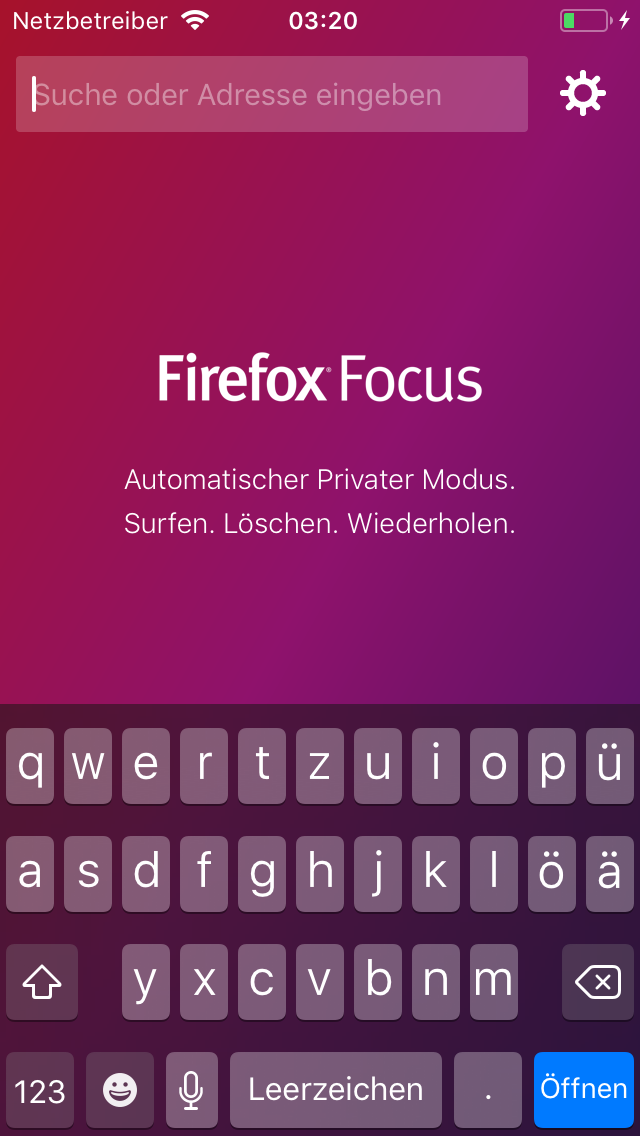 Netzbetreiber 03:20
Suche oder Adresse eingeben
Firefox® Focus
Automatischer Privater Modus.
Surfen. Löschen. Wiederholen.
q w e r t z u i o p ü
a s d f g h j k l ö ä
y x c v b n m
123 Leerzeichen . Öffnen